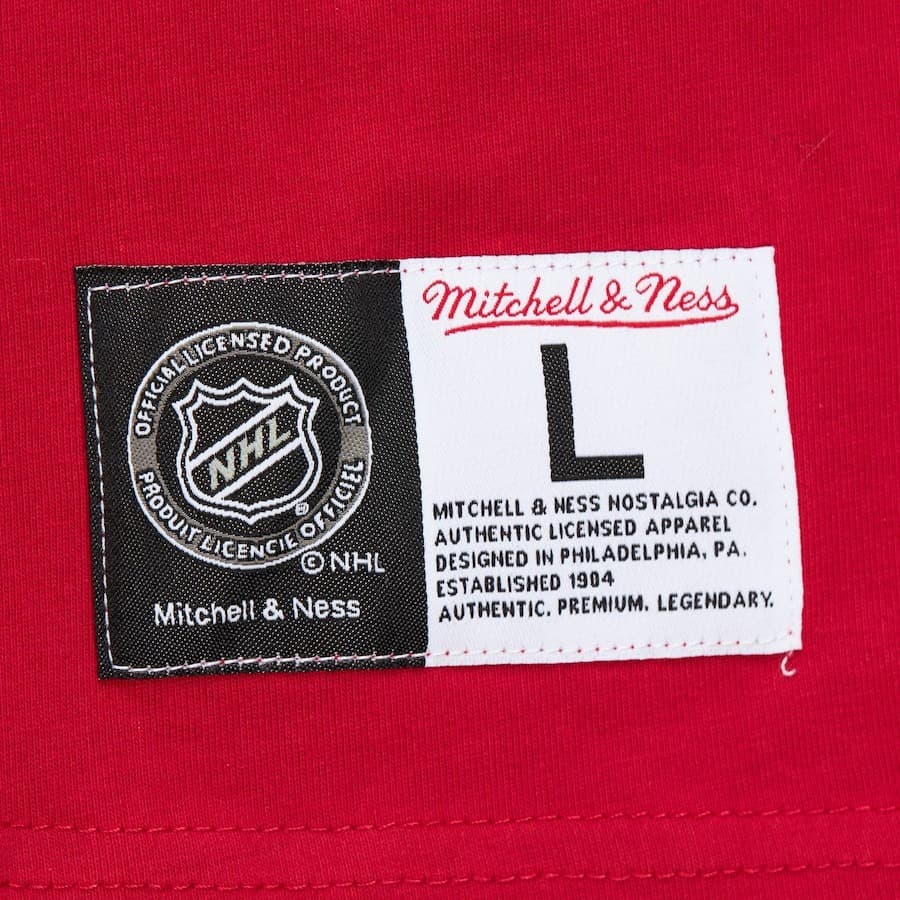 OFFICIAL LICENSED PRODUCT
NHL
®
PRODUIT LICENCIÉ OFFICIEL
© NHL
Mitchell & Ness
Mitchell & Ness
L
MITCHELL & NESS NOSTALGIA CO.
AUTHENTIC LICENSED APPAREL
DESIGNED IN PHILADELPHIA, PA.
ESTABLISHED 1904
AUTHENTIC. PREMIUM. LEGENDARY.